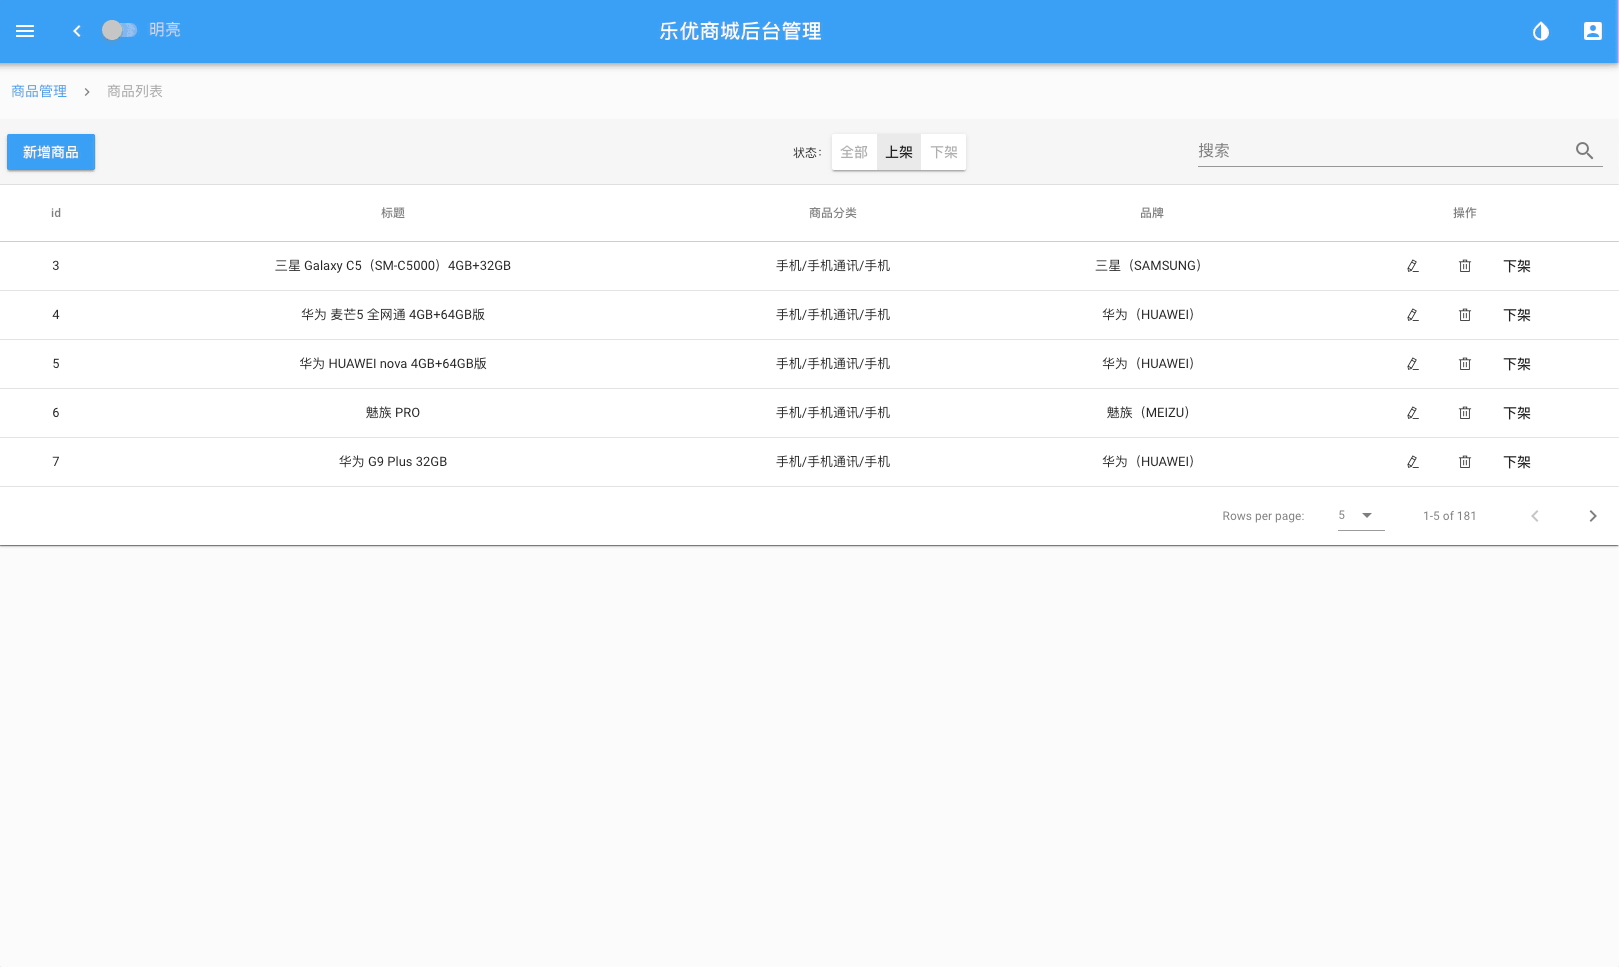 明亮
乐优商城后台管理
商品管理 > 商品列表
新增商品
状态：
全部 上架 下架
搜索
id 标题 商品分类 品牌 操作
3 三星 Galaxy C5（SM-C5000）4GB+32GB 手机/手机通讯/手机 三星（SAMSUNG） 下架
4 华为 麦芒5 全网通 4GB+64GB版 手机/手机通讯/手机 华为（HUAWEI） 下架
5 华为 HUAWEI nova 4GB+64GB版 手机/手机通讯/手机 华为（HUAWEI） 下架
6 魅族 PRO 手机/手机通讯/手机 魅族（MEIZU） 下架
7 华为 G9 Plus 32GB 手机/手机通讯/手机 华为（HUAWEI） 下架
Rows per page: 5 1-5 of 181